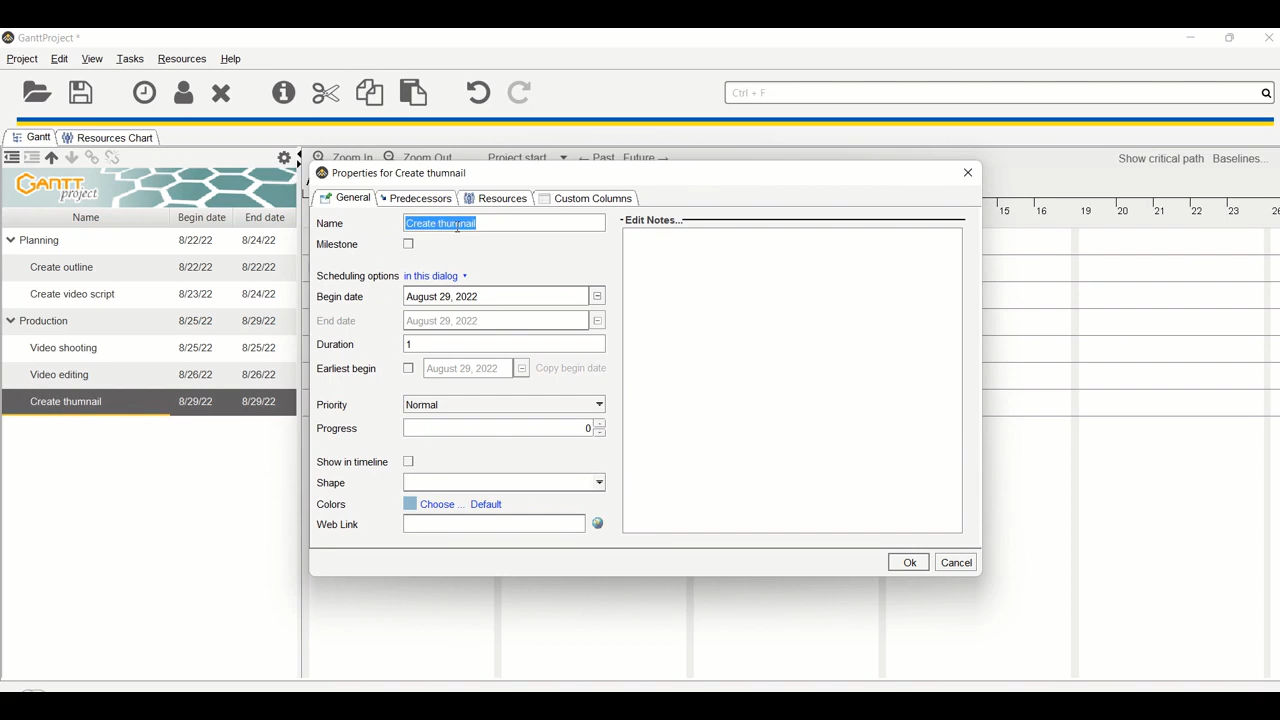 GanttProject *
Project Edit View Tasks Resources Help
Ctrl + F
Gantt Resources Chart
Zoom In Zoom Out Project start ← Past Future → Show critical path Baselines...
GANTT project
Properties for Create thumnail
General Predecessors Resources Custom Columns
Name Begin date End date
Planning 8/22/22 8/24/22
Create outline 8/22/22 8/22/22
Create video script 8/23/22 8/24/22
Production 8/25/22 8/29/22
Video shooting 8/25/22 8/25/22
Video editing 8/26/22 8/26/22
Create thumnail 8/29/22 8/29/22
Name Create thumnail
Milestone
Scheduling options in this dialog
Begin date August 29, 2022
End date August 29, 2022
Duration 1
Earliest begin August 29, 2022 Copy begin date
Priority Normal
Progress 0
Show in timeline
Shape
Colors Choose ... Default
Web Link
Edit Notes...
Ok Cancel
15 16 19 20 21 22 23 26